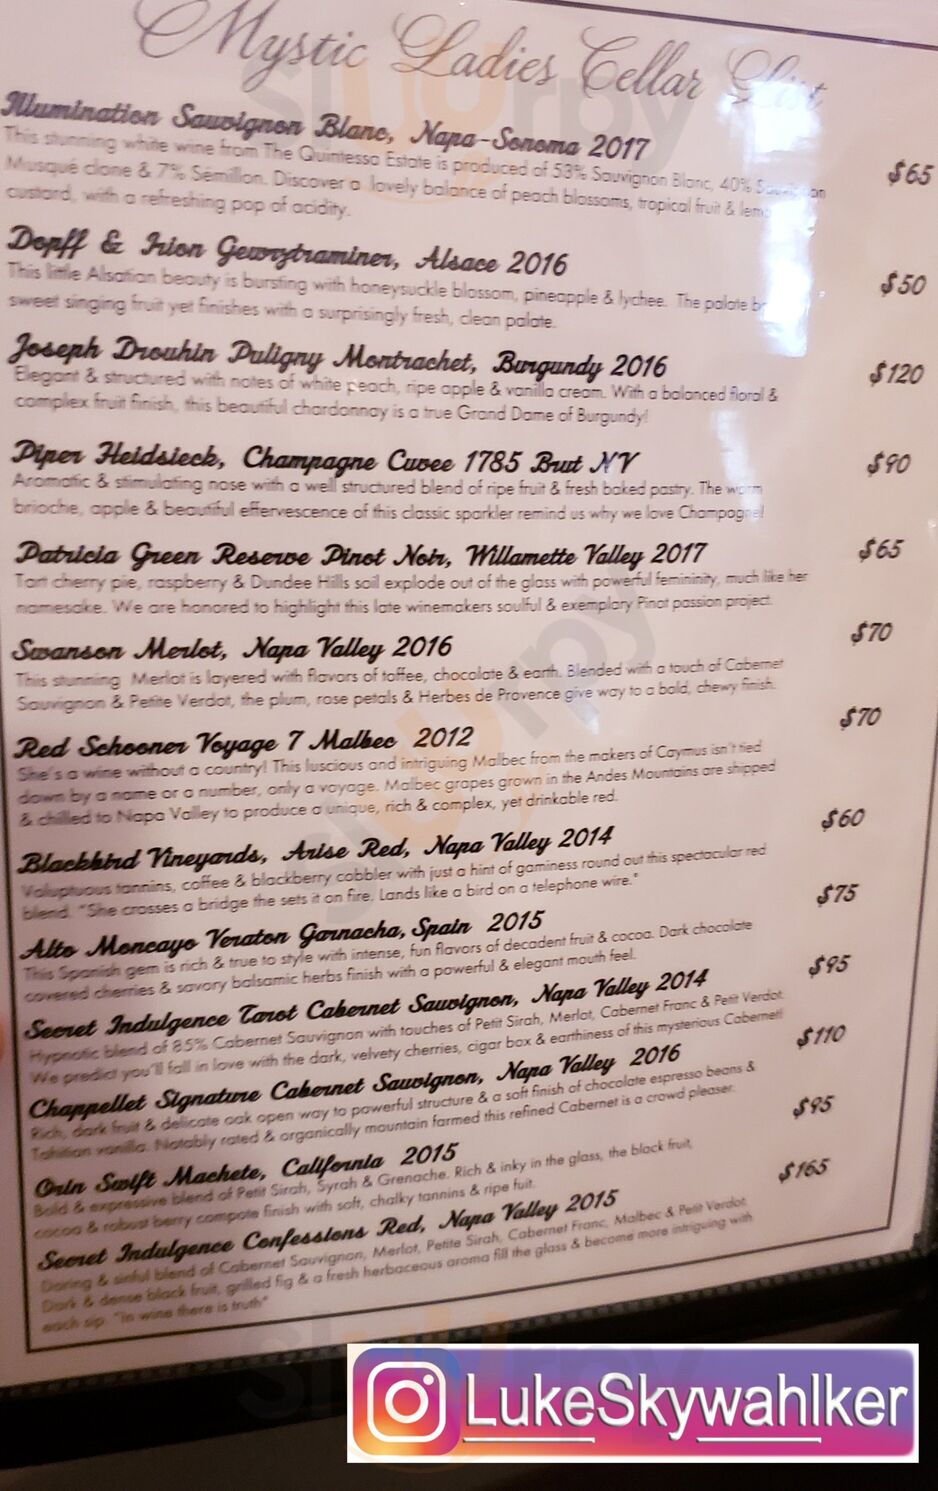 Mystic Ladies Cellar List
Illumination Sauvignon Blanc, Napa-Sonoma 2017
$65
This stunning white wine from The Quintessa Estate is produced of 53% Sauvignon Blanc, 40% Sauvignon
Musqué clone & 7% Sémillon. Discover a lovely balance of peach blossoms, tropical fruit & lem
custard, with a refreshing pop of acidity.
Dopff & Irion Gewrztraminer, Alsace 2016
$50
This little Alsatian beauty is bursting with honeysuckle blossom, pineapple & lychee. The palate
sweet singing fruit yet finishes with a surprisingly fresh, clean palate.
Joseph Drouhin Puligny Montrachet, Burgundy 2016
$120
Elegant & structured with notes of white peach, ripe apple & vanilla cream. With a balanced floral &
complex fruit finish, this beautiful chardonnay is a true Grand Dame of Burgundy!
Piper Heidsieck, Champagne Cuvee 1785 Brut NV
$90
Aromatic & stimulating nose with a well structured blend of ripe fruit & fresh baked pastry. The warm
brioche, apple & beautiful effervescence of this classic sparkler remind us why we love Champagne!
Patricia Green Reserve Pinot Noir, Willamette Valley 2017
$65
Tart cherry pie, raspberry & Dundee Hills soil explode out of the glass with powerful femininity, much like her
namesake. We are honored to highlight this late winemakers soulful & exemplary Pinot passion project.
Swanson Merlot, Napa Valley 2016
$70
This stunning Merlot is layered with flavors of toffee, chocolate & earth. Blended with a touch of Cabernet
Sauvignon & Petite Verdot, the plum, rose petals & Herbes de Provence give way to a bold, chewy finish.
Red Schooner Voyage 7 Malbec 2012
$70
She's a wine without a country! This luscious and intriguing Malbec from the makers of Caymus isn't tied
down by a name or a number, only a voyage. Malbec grapes grown in the Andes Mountains are shipped
& chilled to Napa Valley to produce a unique, rich & complex, yet drinkable red.
Blackbird Vineyards, Arise Red, Napa Valley 2014
$60
Voluptuous tannins, coffee & blackberry cobbler with just a hint of gaminess round out this spectacular red
blend. "She crosses a bridge the sets it on fire, Lands like a bird on a telephone wire."
Alto Moncayo Veraton Garnacha, Spain 2015
$75
This Spanish gem is rich & true to style with intense, fun flavors of decadent fruit & cocoa. Dark chocolate
covered cherries & savory balsamic herbs finish with a powerful & elegant mouth feel.
Secret Indulgence Tarot Cabernet Sauvignon, Napa Valley 2014
$95
Hypnotic blend of 85% Cabernet Sauvignon with touches of Petit Sirah, Merlot, Cabernet Franc & Petit Verdot.
We predict you'll fall in love with the dark, velvety cherries, cigar box & earthiness of this mysterious Cabernet!
Chappellet Signature Cabernet Sauvignon, Napa Valley 2016
$110
Rich, dark fruit & delicate oak open way to powerful structure & a soft finish of chocolate espresso beans &
Tahitian vanilla. Notably rated & organically mountain farmed this refined Cabernet is a crowd pleaser.
Orin Swift Machete, California 2015
$95
Bold & expressive blend of Petit Sirah, Syrah & Grenache. Rich & inky in the glass, the black fruit,
cocoa & robust berry compote finish with soft, chalky tannins & ripe fuit.
Secret Indulgence Confessions Red, Napa Valley 2015
$165
Daring & sinful blend of Cabernet Sauvignon, Merlot, Petite Sirah, Cabernet Franc, Malbec & Petit Verdot.
Dark & dense black fruit, grilled fig & a fresh herbaceous aroma fill the glass & become more intriguing with
each sip. "In wine there is truth"
LukeSkywahlker